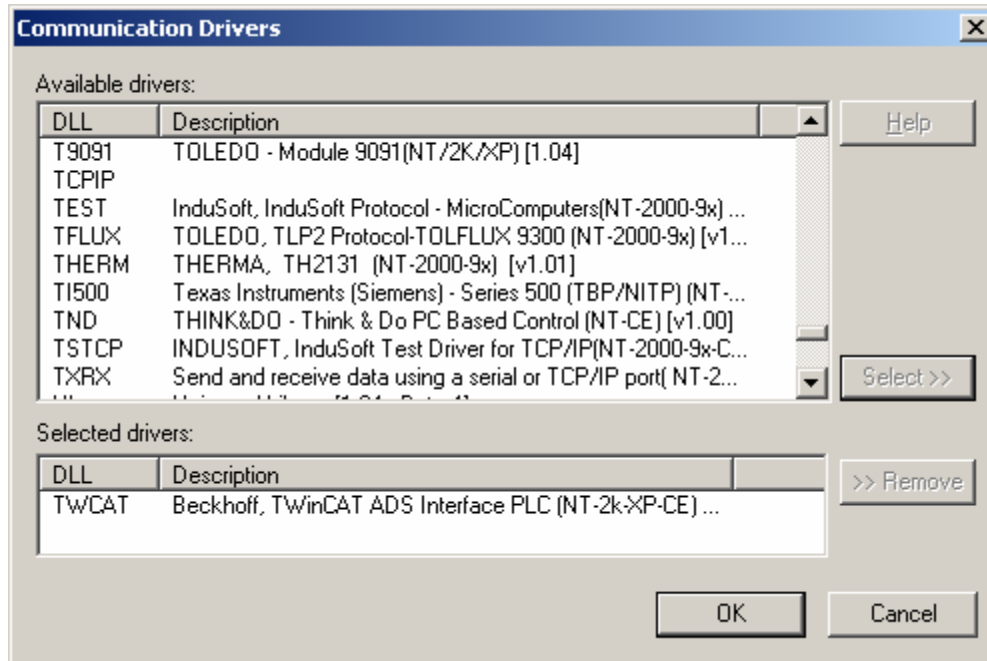 Communication Drivers
Available drivers:
DLL Description
Help
T9091 TOLEDO - Module 9091(NT/2K/XP) [1.04]
TCPIP
TEST InduSoft, InduSoft Protocol - MicroComputers(NT-2000-9x) ...
TFLUX TOLEDO, TLP2 Protocol-TOLFLUX 9300 (NT-2000-9x) [v1...
THERM THERMA, TH2131 (NT-2000-9x) [v1.01]
TI500 Texas Instruments (Siemens) - Series 500 (TBP/NITP) (NT-...
TND THINK&DO - Think & Do PC Based Control (NT-CE) [v1.00]
TSTCP INDUSOFT, InduSoft Test Driver for TCP/IP(NT-2000-9x-C...
TXRX Send and receive data using a serial or TCP/IP port( NT-2...
Select >>
Selected drivers:
DLL Description
>> Remove
TWCAT Beckhoff, TWinCAT ADS Interface PLC (NT-2k-XP-CE) ...
OK Cancel